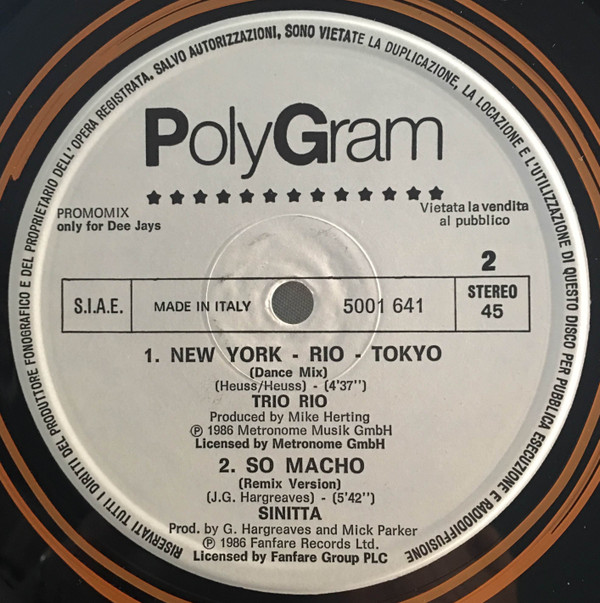 RISERVATI TUTTI I DIRITTI DEL PRODUTTORE FONOGRAFICO E DEL PROPRIETARIO DELL'OPERA REGISTRATA. SALVO AUTORIZZAZIONI, SONO VIETATE LA DUPLICAZIONE, LA LOCAZIONE E L'UTILIZZAZIONE DI QUESTO DISCO PER PUBBLICA ESECUZIONE E RADIODIFFUSIONE
PolyGram
★ ★ ★ ★ ★ ★ ★ ★ ★ ★ ★ ★ ★
PROMOMIX
only for Dee Jays
Vietata la vendita
al pubblico
2
S.I.A.E.
MADE IN ITALY
5001 641
STEREO
45
1. NEW YORK - RIO - TOKYO
(Dance Mix)
(Heuss/Heuss) - (4'37'')
TRIO RIO
Produced by Mike Herting
℗ 1986 Metronome Musik GmbH
Licensed by Metronome GmbH
2. SO MACHO
(Remix Version)
(J.G. Hargreaves) - (5'42'')
SINITTA
Prod. by G. Hargreaves and Mick Parker
℗ 1986 Fanfare Records Ltd.
Licensed by Fanfare Group PLC